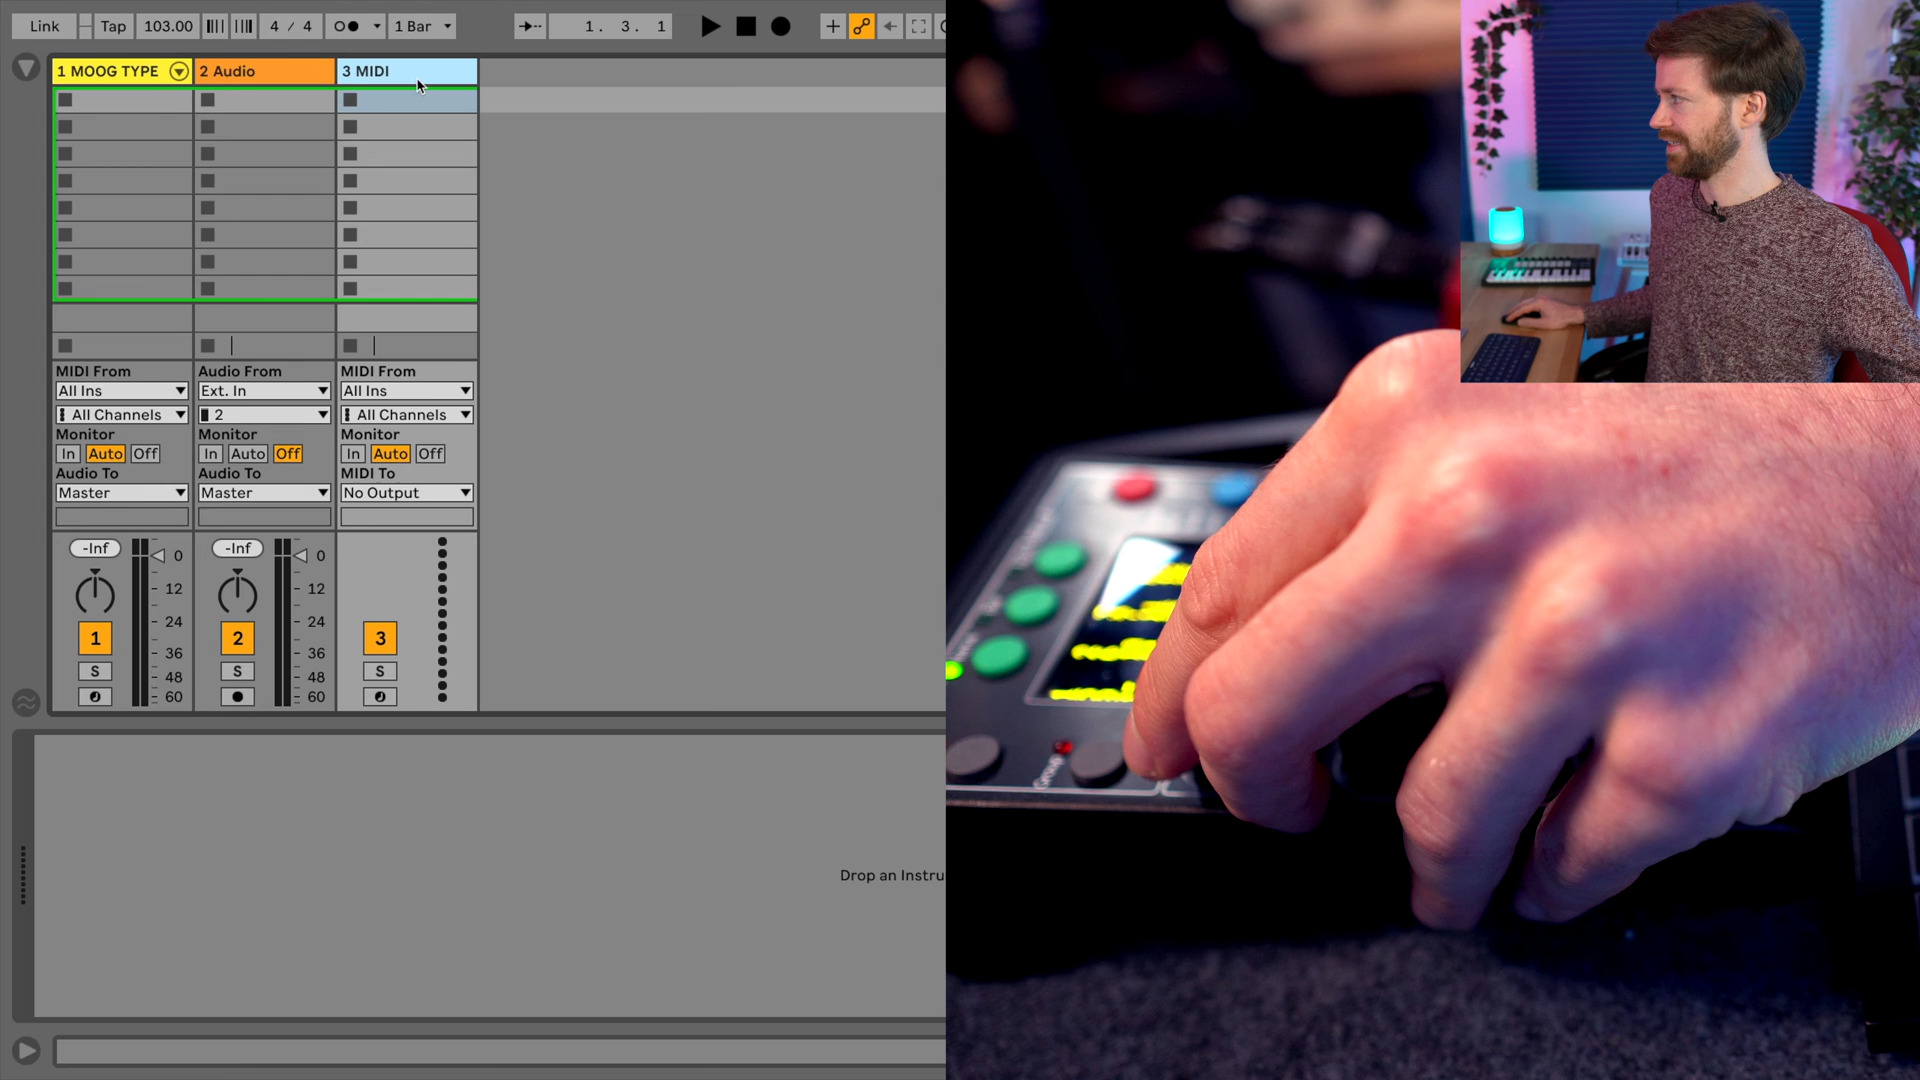 Link Tap 103.00 4 / 4 1 Bar 1. 3. 1
1 MOOG TYPE 2 Audio 3 MIDI
MIDI From Audio From MIDI From
All Ins Ext. In All Ins
All Channels 2 All Channels
Monitor Monitor Monitor
In Auto Off In Auto Off In Auto Off
Audio To Audio To MIDI To
Master Master No Output
-Inf 0 -Inf 0
12 12
24 24
1 2 3
36 36
S 48 S 48 S
60 60
Group
Drop an Instru